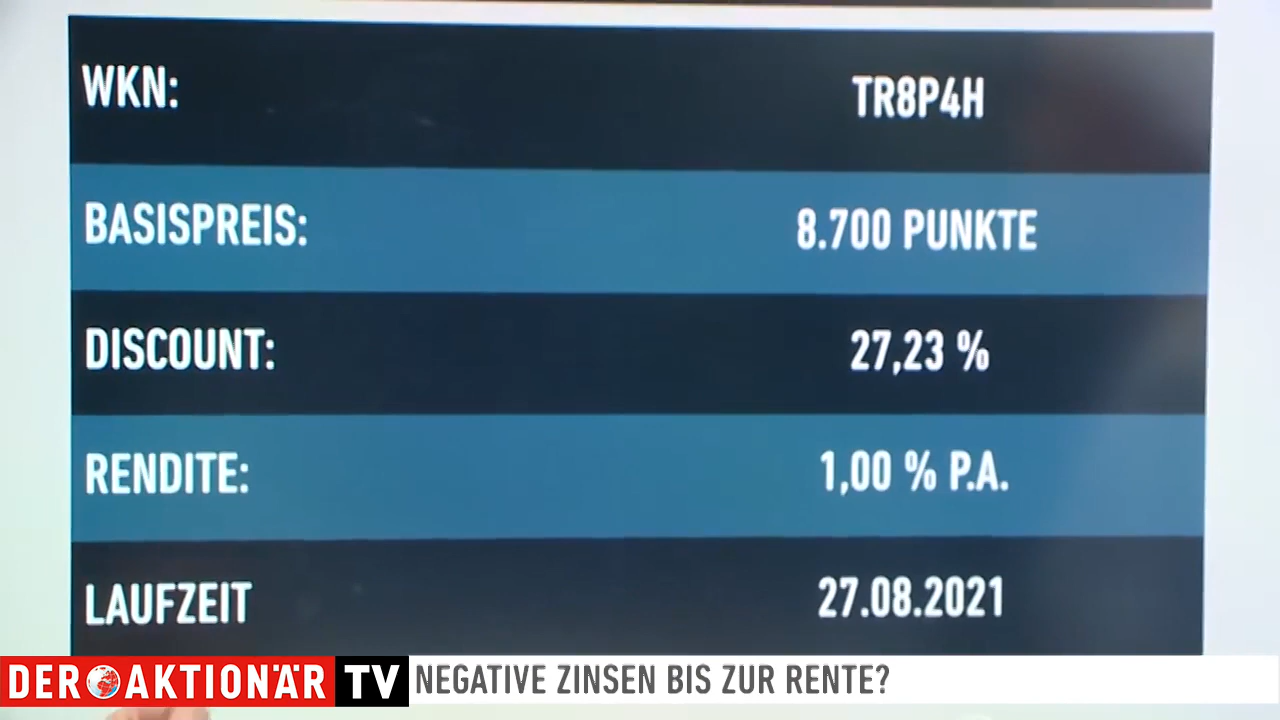 WKN: TR8P4H
BASISPREIS: 8.700 PUNKTE
DISCOUNT: 27,23 %
RENDITE: 1,00 % P.A.
LAUFZEIT 27.08.2021
DER AKTIONÄR TV NEGATIVE ZINSEN BIS ZUR RENTE?